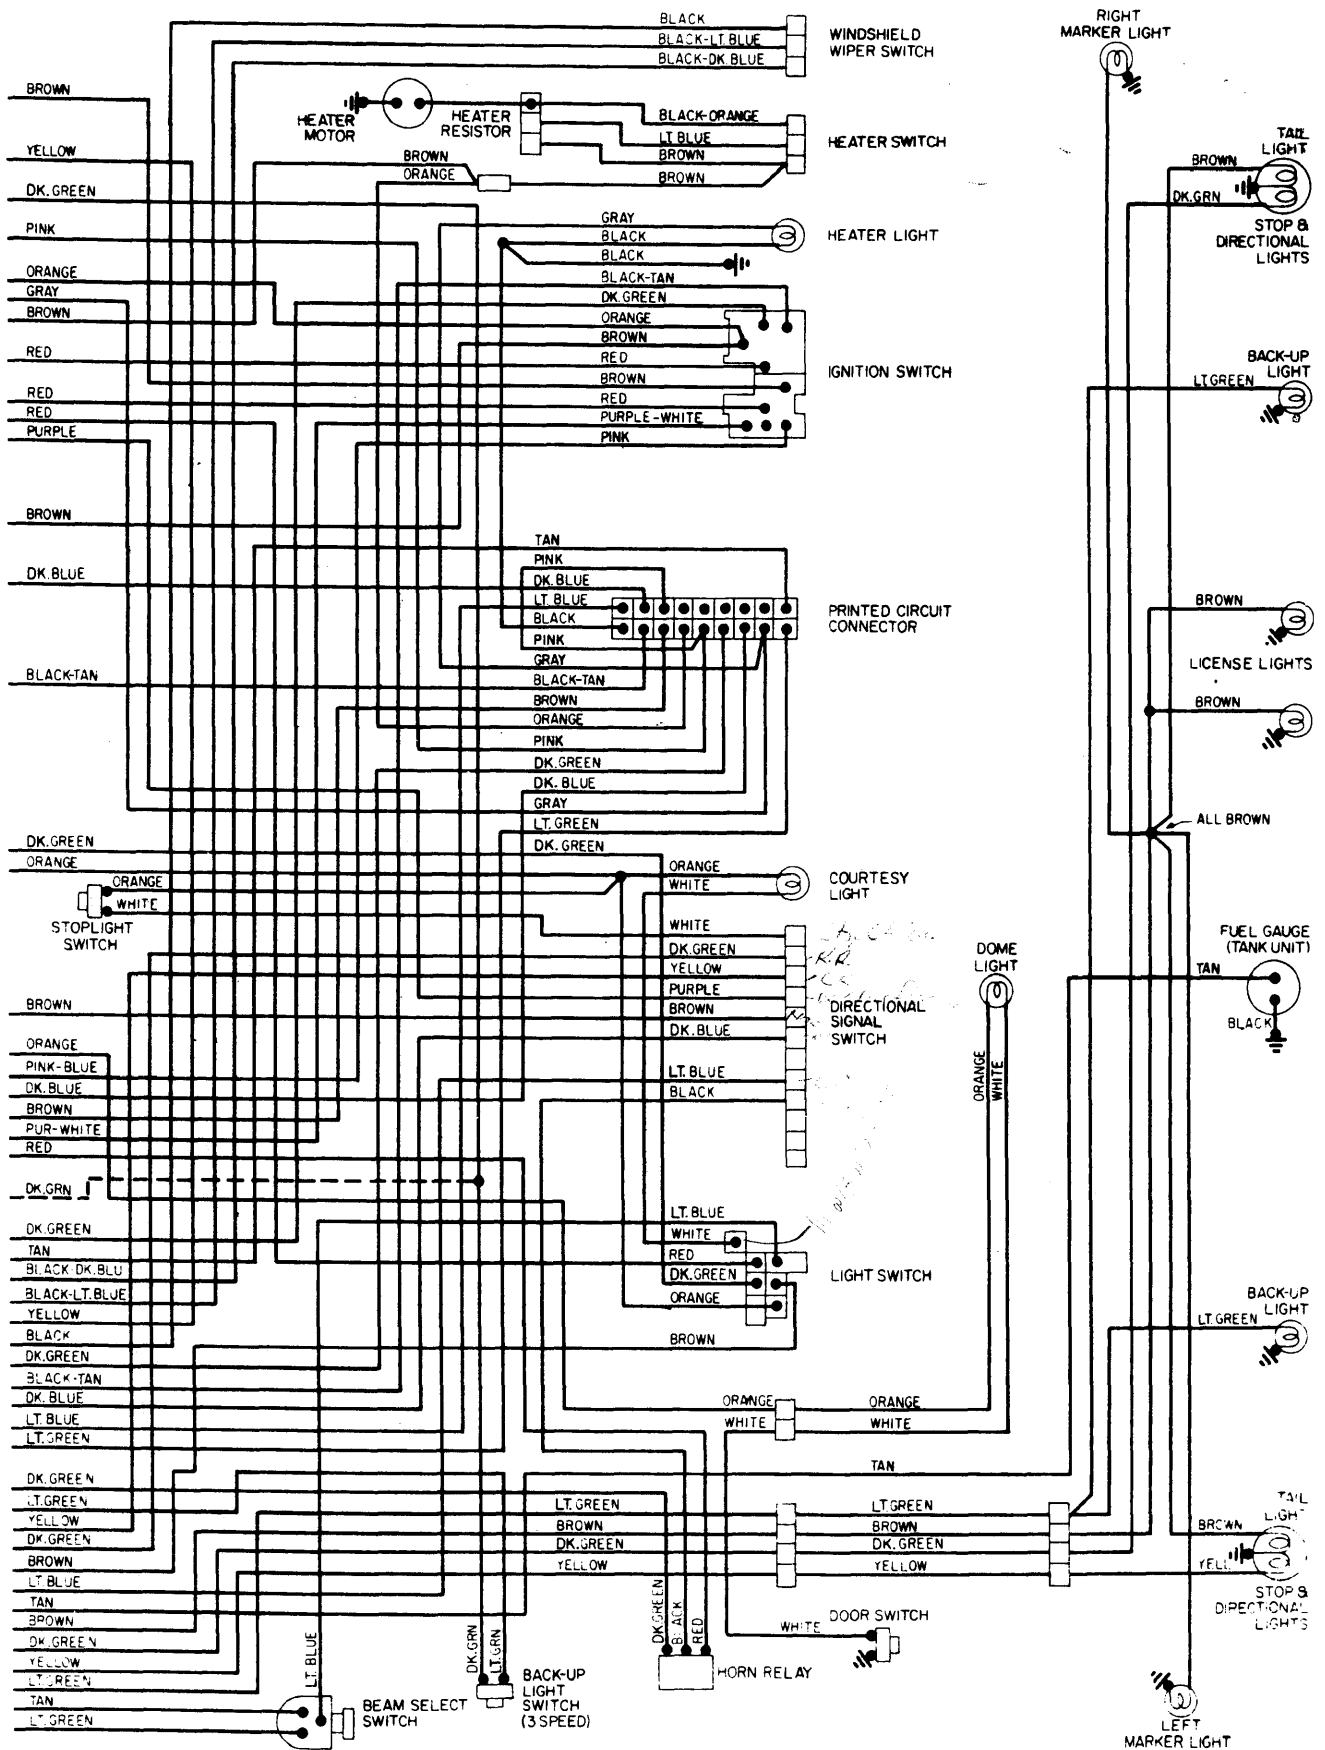 BLACK
BLACK-LT.BLUE
BLACK-DK.BLUE
WINDSHIELD
WIPER SWITCH
RIGHT
MARKER LIGHT
BROWN
HEATER
MOTOR
HEATER
RESISTOR
BLACK-ORANGE
LT BLUE
BROWN
BROWN
HEATER SWITCH
YELLOW
BROWN
ORANGE
TAIL
LIGHT
BROWN
DK.GRN
STOP &
DIRECTIONAL
LIGHTS
DK. GREEN
PINK
GRAY
BLACK
BLACK
HEATER LIGHT
ORANGE
GRAY
BROWN
BLACK-TAN
DK.GREEN
ORANGE
BROWN
RED
RED
BROWN
RED
PURPLE-WHITE
PINK
IGNITION SWITCH
BACK-UP
LIGHT
LT GREEN
RED
RED
PURPLE
BROWN
DK.BLUE
TAN
PINK
DK. BLUE
LT. BLUE
BLACK
PINK
GRAY
BLACK-TAN
BROWN
ORANGE
PINK
DK. GREEN
DK. BLUE
GRAY
LT. GREEN
DK. GREEN
PRINTED CIRCUIT
CONNECTOR
BROWN
LICENSE LIGHTS
BROWN
BLACK-TAN
ALL BROWN
DK.GREEN
ORANGE
ORANGE
WHITE
STOPLIGHT
SWITCH
ORANGE
WHITE
COURTESY
LIGHT
WHITE
DK.GREEN
YELLOW
PURPLE
BROWN
DK.BLUE
LT. BLUE
BLACK
DIRECTIONAL
SIGNAL
SWITCH
DOME
LIGHT
ORANGE
WHITE
FUEL GAUGE
(TANK UNIT)
TAN
BLACK
BROWN
ORANGE
PINK-BLUE
DK. BLUE
BROWN
PUR-WHITE
RED
DK.GRN
DK.GREEN
TAN
BLACK-DK.BLU
BLACK-LT.BLUE
YELLOW
BLACK
DK.GREEN
BLACK-TAN
DK. BLUE
LT. BLUE
LT. GREEN
LT. BLUE
WHITE
RED
DK.GREEN
ORANGE
BROWN
LIGHT SWITCH
BACK-UP
LIGHT
LT.GREEN
ORANGE
WHITE
ORANGE
WHITE
TAN
DK. GREEN
LT.GREEN
YELLOW
DK.GREEN
BROWN
LT BLUE
TAN
BROWN
DK.GREEN
YELLOW
LT.GREEN
TAN
LT.GREEN
LT.GREEN
BROWN
DK.GREEN
YELLOW
LT.GREEN
BROWN
DK.GREEN
YELLOW
TAIL
LIGHT
BROWN
YELL
STOP &
DIRECTIONAL
LIGHTS
LT. BLUE
BEAM SELECT
SWITCH
DK.GRN
LT.GRN
BACK-UP
LIGHT
SWITCH
(3 SPEED)
DK.GREEN
BLACK
RED
HORN RELAY
WHITE
DOOR SWITCH
LEFT
MARKER LIGHT